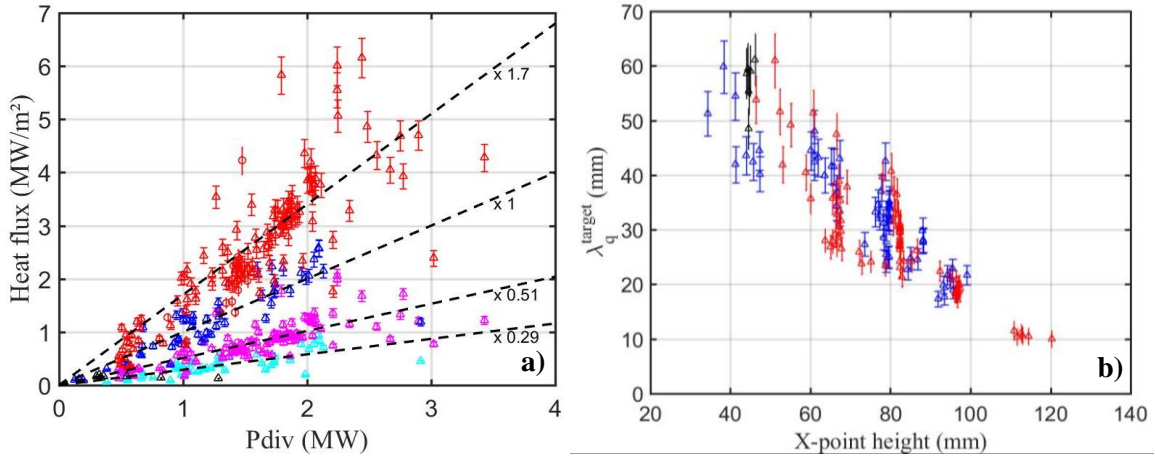 7
6
5
4
3
2
1
0
Heat flux (MW/m²)
x 1.7
x 1
x 0.51
x 0.29
a)
0 1 2 3 4
Pdiv (MW)
70
60
50
40
30
20
10
0
λ_q^target (mm)
b)
20 40 60 80 100 120 140
X-point height (mm)